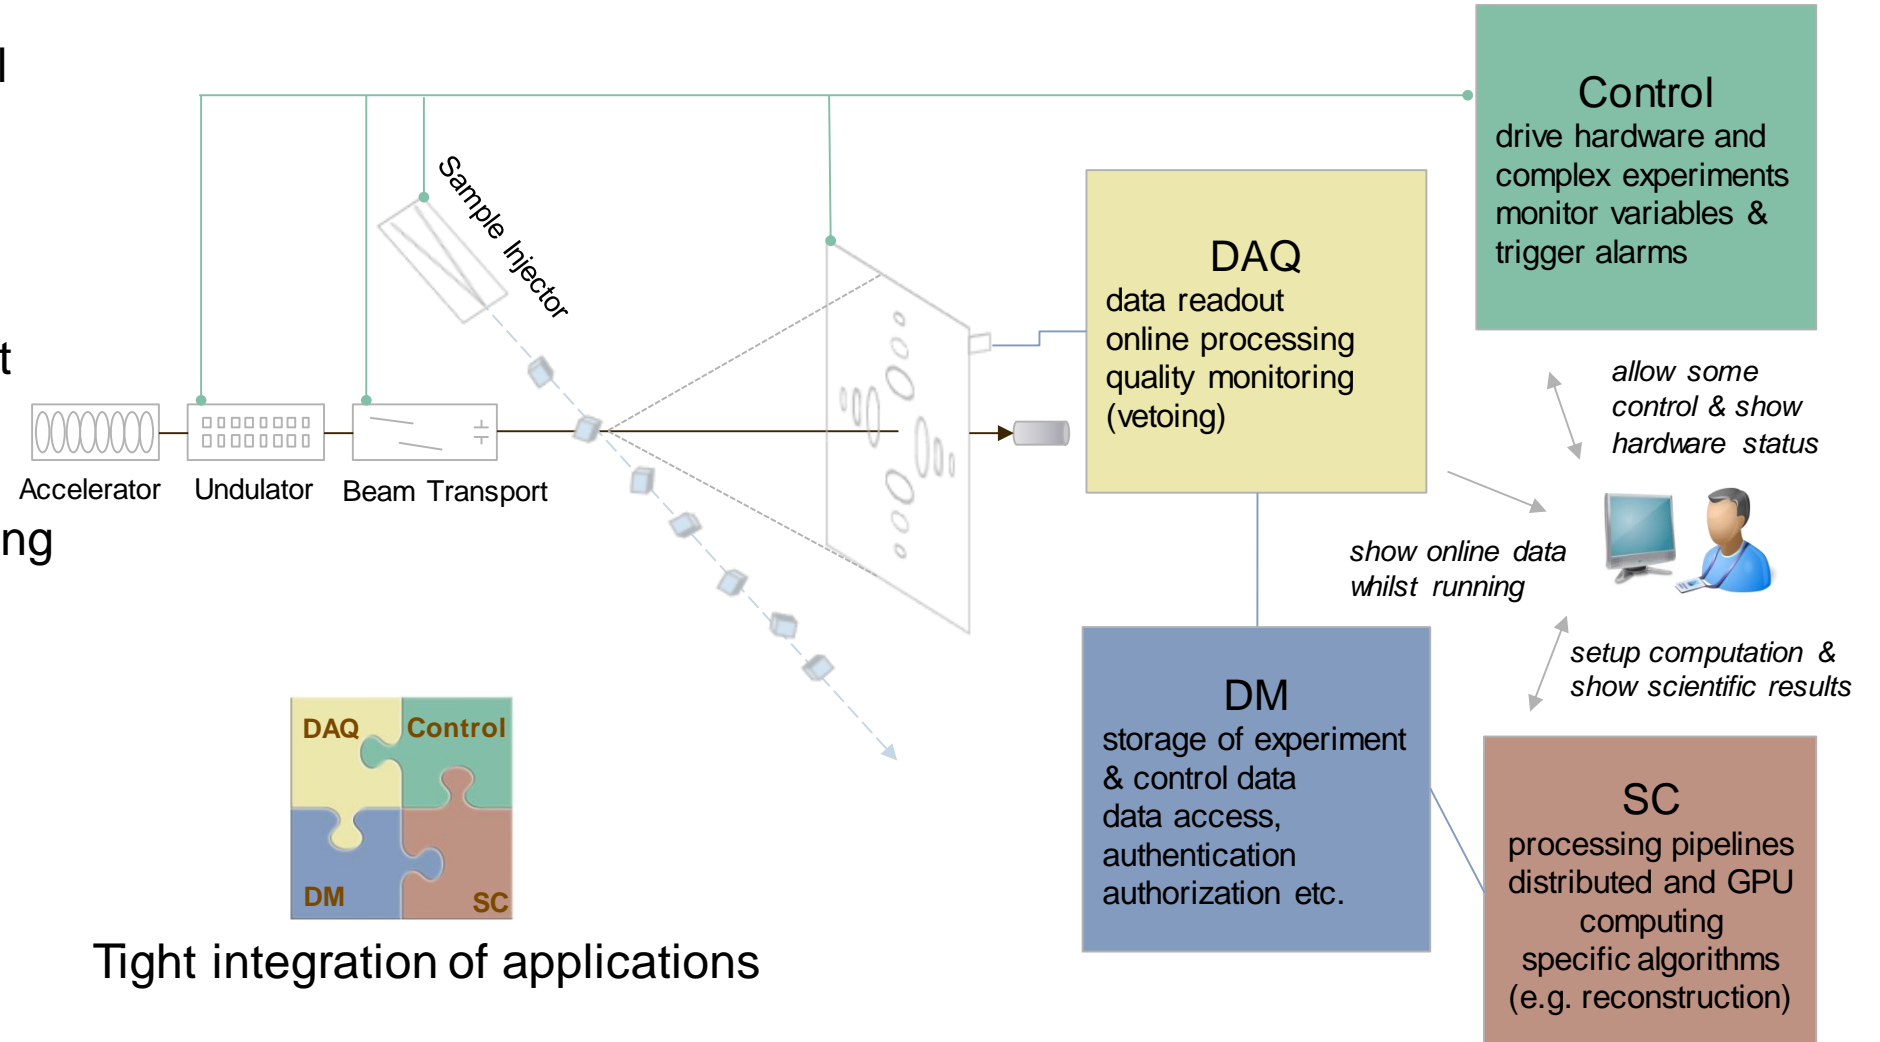 l
t
ng
Control
drive hardware and
complex experiments
monitor variables &
trigger alarms
Sample Injector
DAQ
data readout
online processing
quality monitoring
(vetoing)
allow some
control & show
hardware status
Accelerator
Undulator
Beam Transport
show online data
whilst running
DM
storage of experiment
& control data
data access,
authentication
authorization etc.
setup computation &
show scientific results
SC
processing pipelines
distributed and GPU
computing
specific algorithms
(e.g. reconstruction)
DAQ
Control
DM
SC
Tight integration of applications